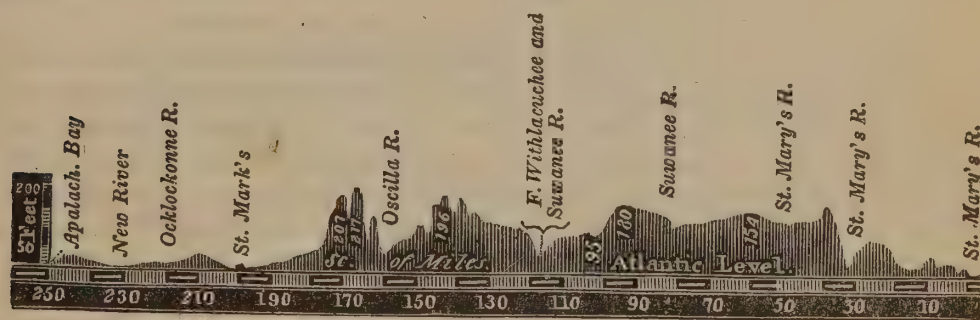 Apalach. Bay
New River
Ocklockonne R.
St. Mark's
Oscilla R.
F. Withlacuchee and
Suwanee R.
Suwanee R.
St. Mary's R.
St. Mary's R.
St. Mary's R.
200
Feet
207
196
95
180
Sc. of Miles.
Atlantic Level.
250 230 210 190 170 150 130 110 90 70 50 30 10